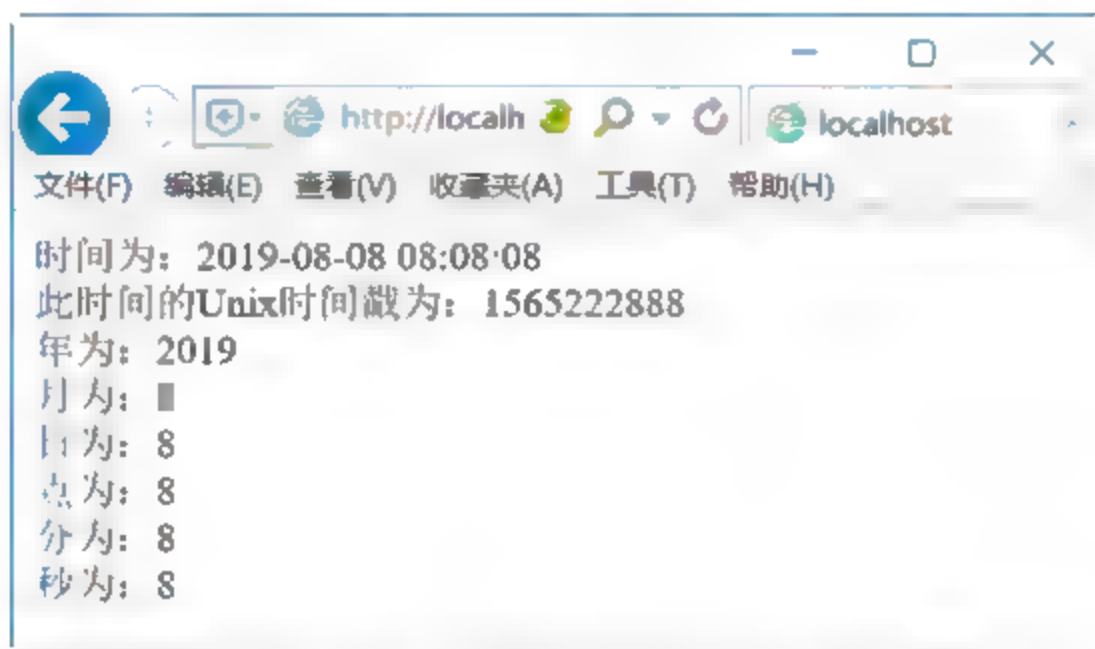 http://localh localhost
文件(F) 编辑(E) 查看(V) 收藏夹(A) 工具(T) 帮助(H)
时间为：2019-08-08 08:08:08
此时间的Unix时间戳为：1565222888
年为：2019
月为：
日为：8
点为：8
分为：8
秒为：8